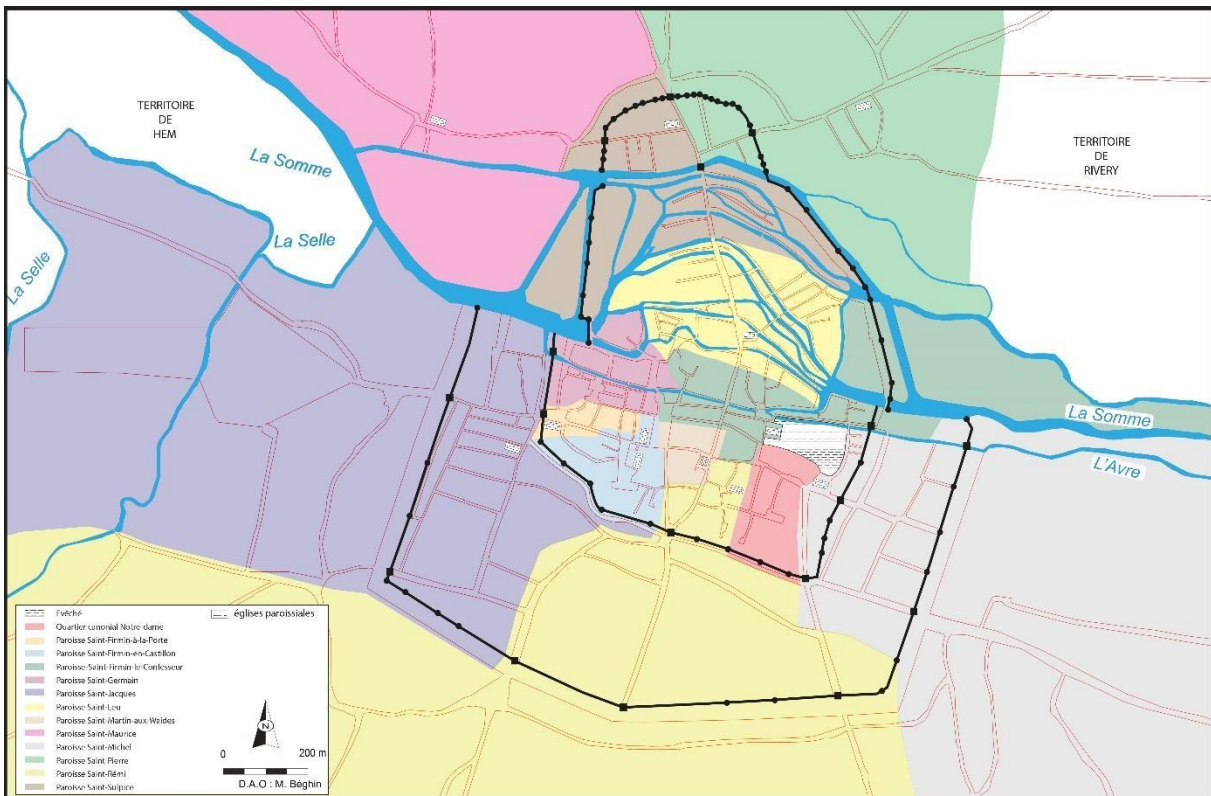 TERRITOIRE
DE
HEM
TERRITOIRE
DE
RIVERY
La Somme
La Selle
La Selle
La Somme
L'Avre
Evêché
églises paroissiales
Quartier canonial Notre-dame
Paroisse Saint-Firmin-à-la-Porte
Paroisse Saint-Firmin-en-Castillon
Paroisse-Saint-Firmin-le-Confesseur
Paroisse Saint-Germain
Paroisse Saint-Jacques
Paroisse Saint-Leu
Paroisse Saint-Martin-aux-Waides
Paroisse Saint-Maurice
Paroisse Saint-Michel
Paroisse Saint-Pierre
Paroisse Saint-Rémi
Paroisse Saint-Sulpice
N
0 200 m
D.A.O : M. Béghin